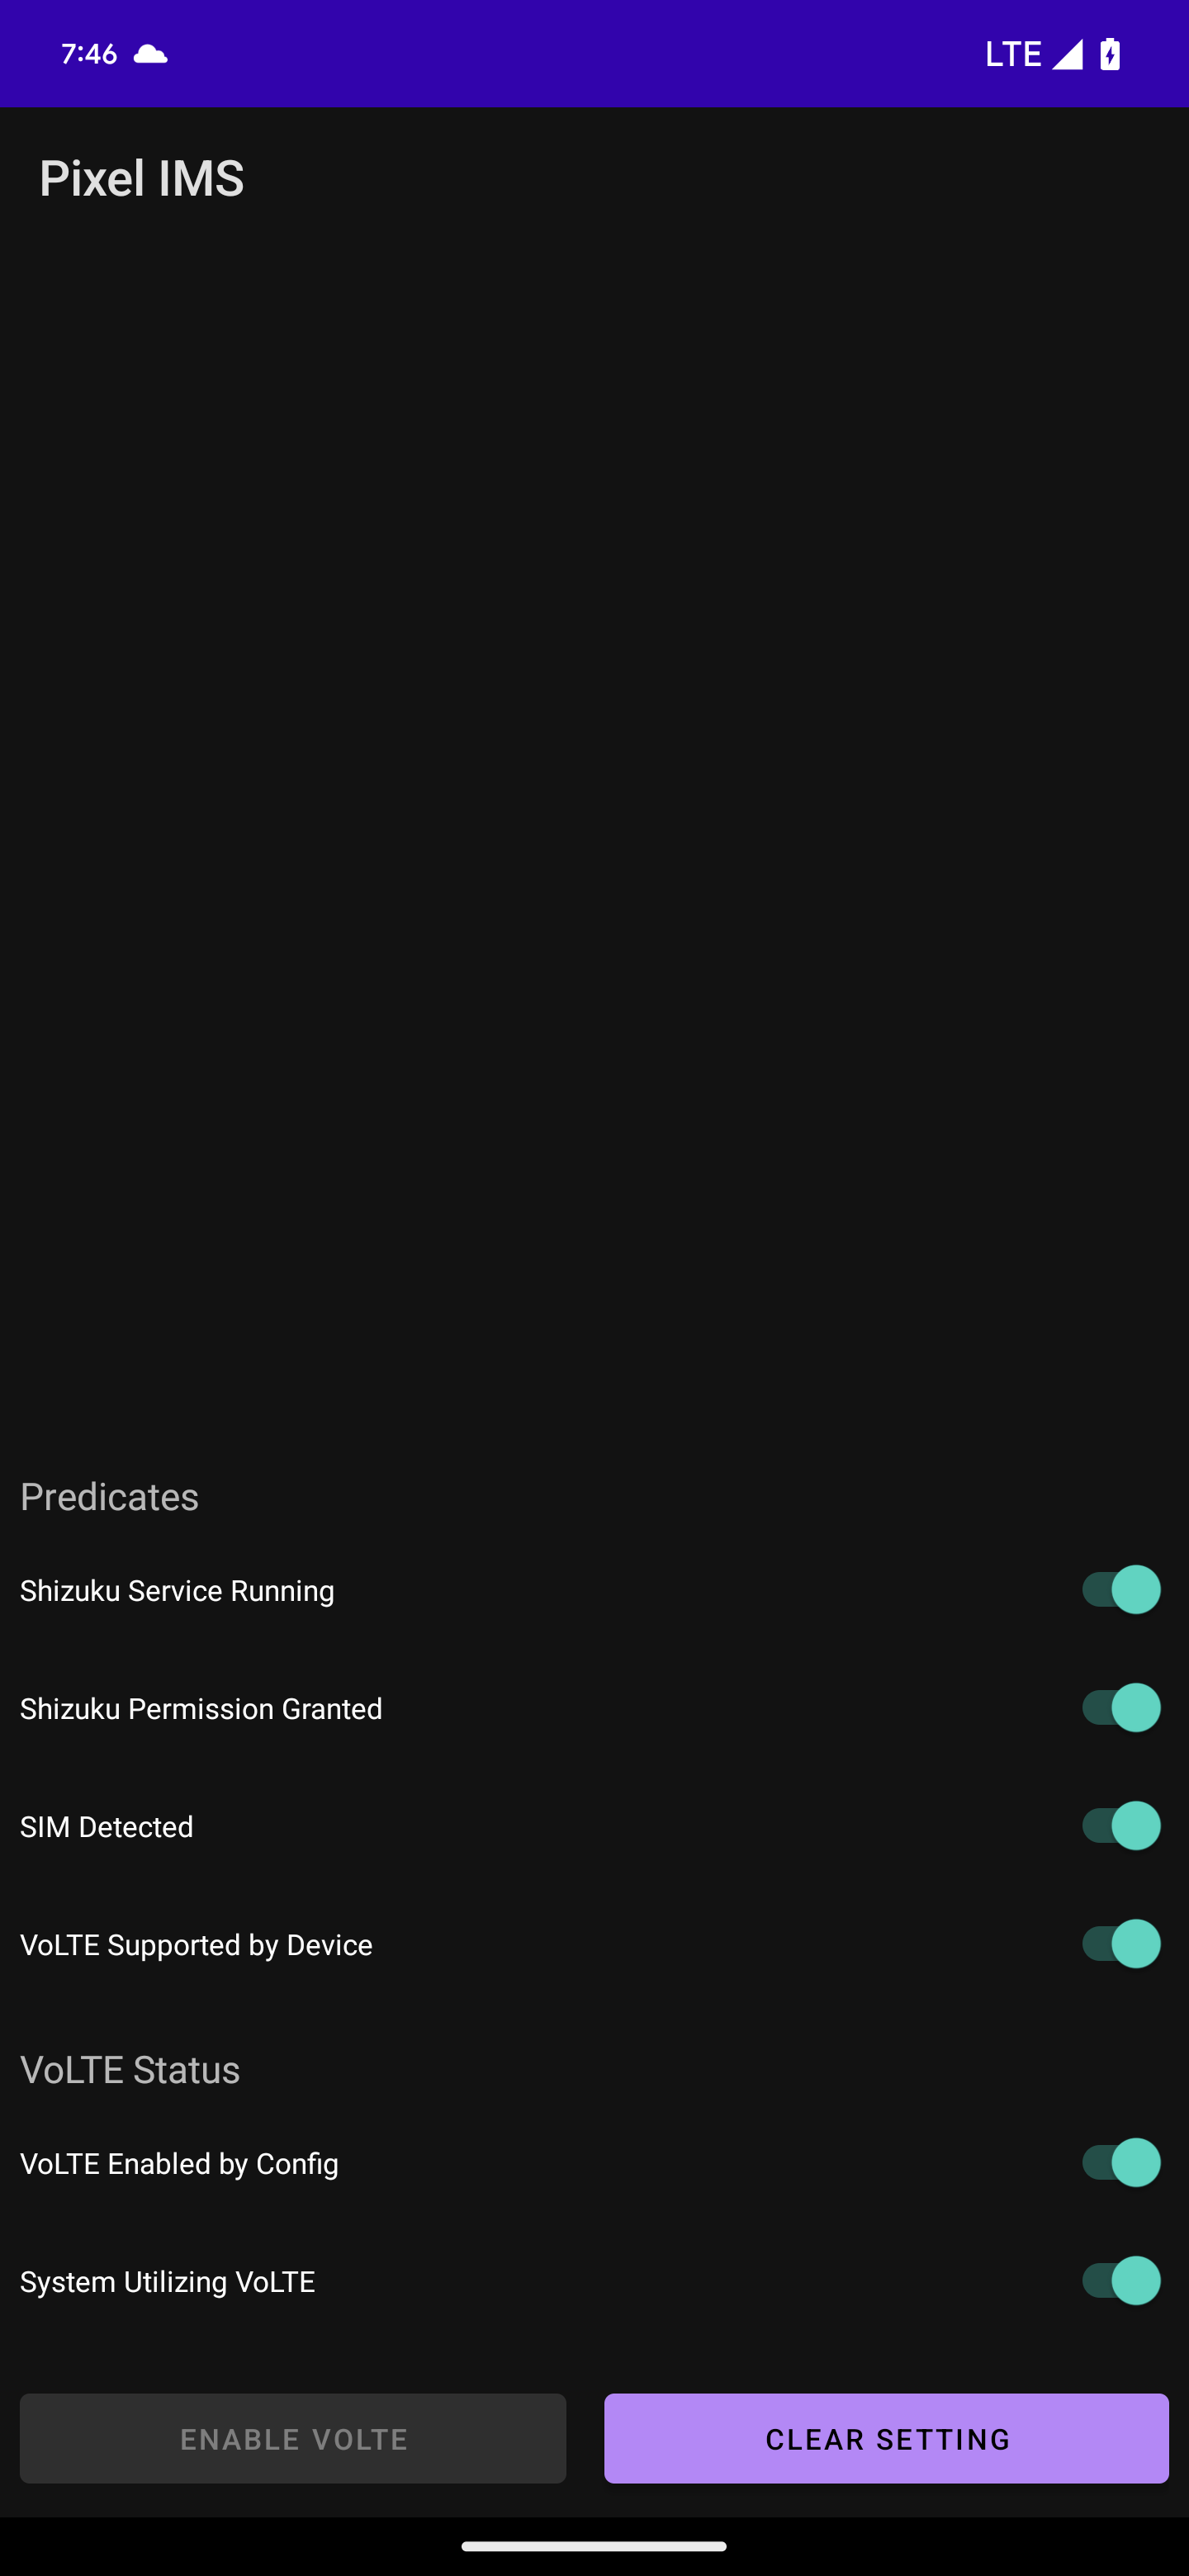 7:46
LTE
Pixel IMS
Predicates
Shizuku Service Running
Shizuku Permission Granted
SIM Detected
VoLTE Supported by Device
VoLTE Status
VoLTE Enabled by Config
System Utilizing VoLTE
ENABLE VOLTE
CLEAR SETTING